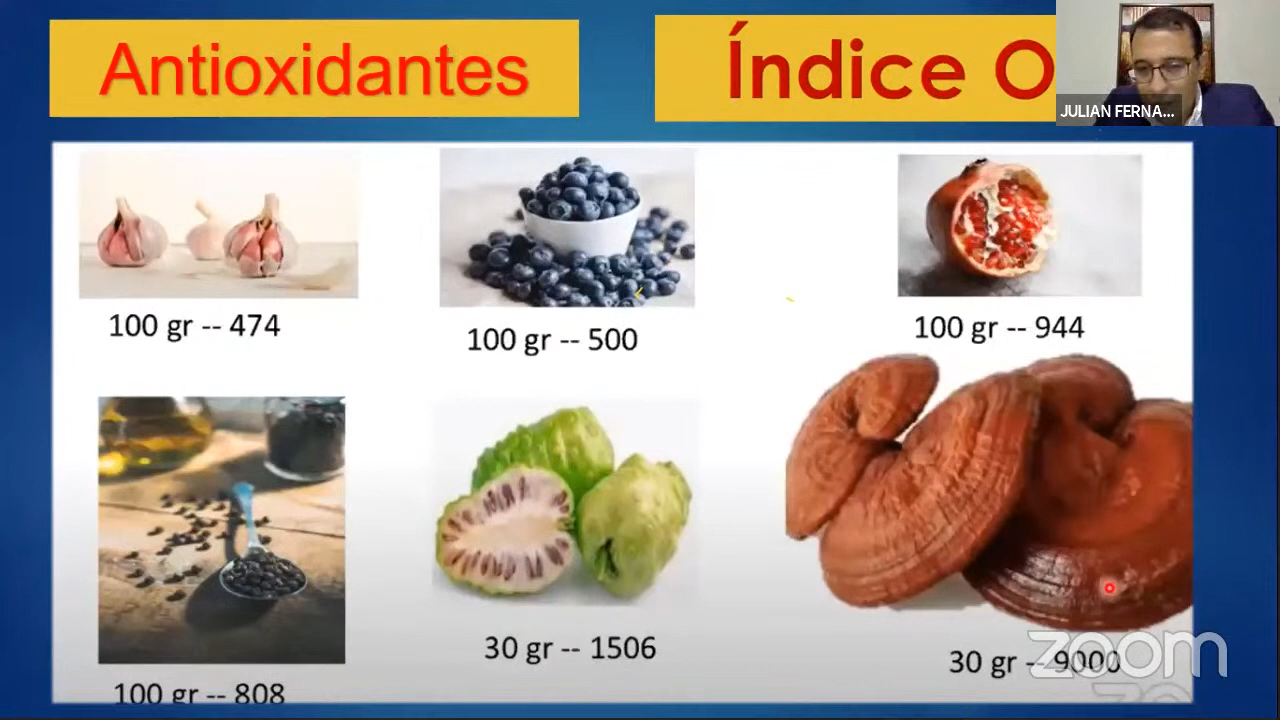 Antioxidantes
Índice O
JULIAN FERNA...
100 gr -- 474
100 gr -- 500
100 gr -- 944
100 gr -- 808
30 gr -- 1506
30 gr -- 9000
zoom